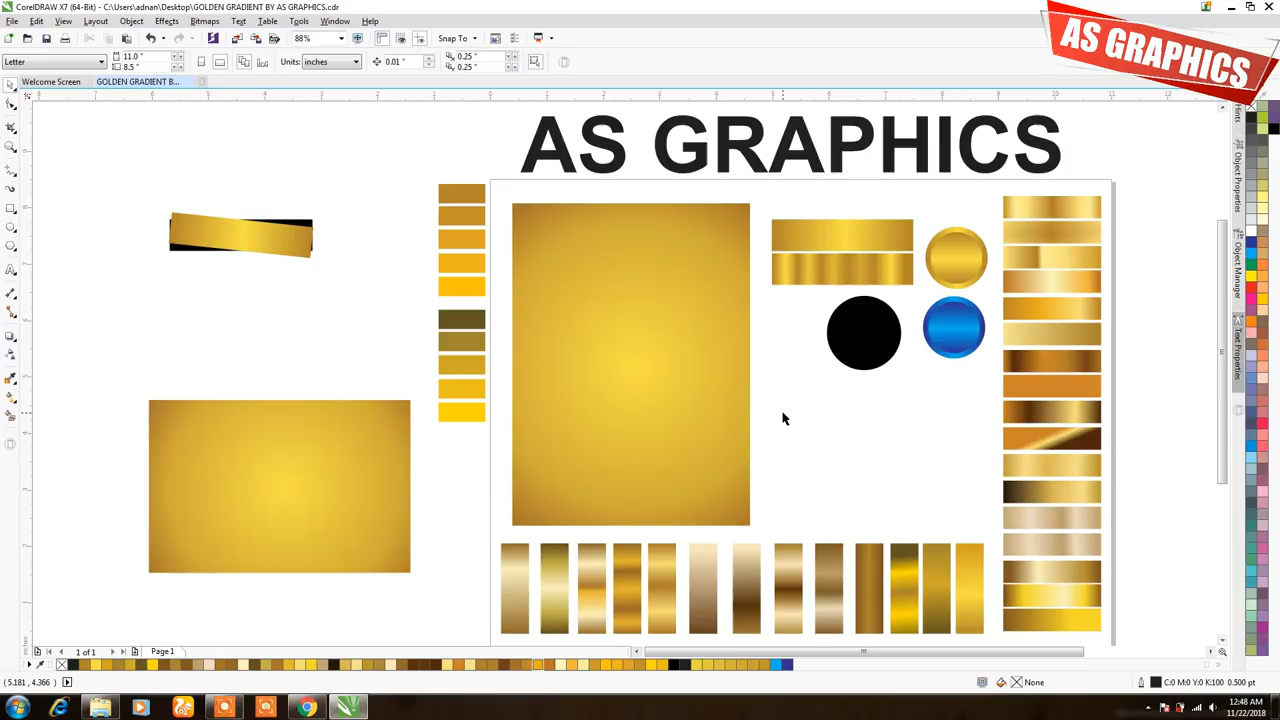 CorelDRAW X7 (64-Bit) - C:\Users\adnan\Desktop\GOLDEN GRADIENT BY AS GRAPHICS.cdr
File Edit View Layout Object Effects Bitmaps Text Table Tools Window Help
88% Snap To
Letter 11.0 " 8.5 " Units: inches 0.01 " 0.25 " 0.25 "
Welcome Screen GOLDEN GRADIENT B...
AS GRAPHICS
AS GRAPHICS
Hints
Object Properties
Object Manager
Text Properties
inches
1 of 1 Page1
( 5.181, 4.366 ) None C:0 M:0 Y:0 K:100 0.500 pt
12:48 AM
11/22/2018